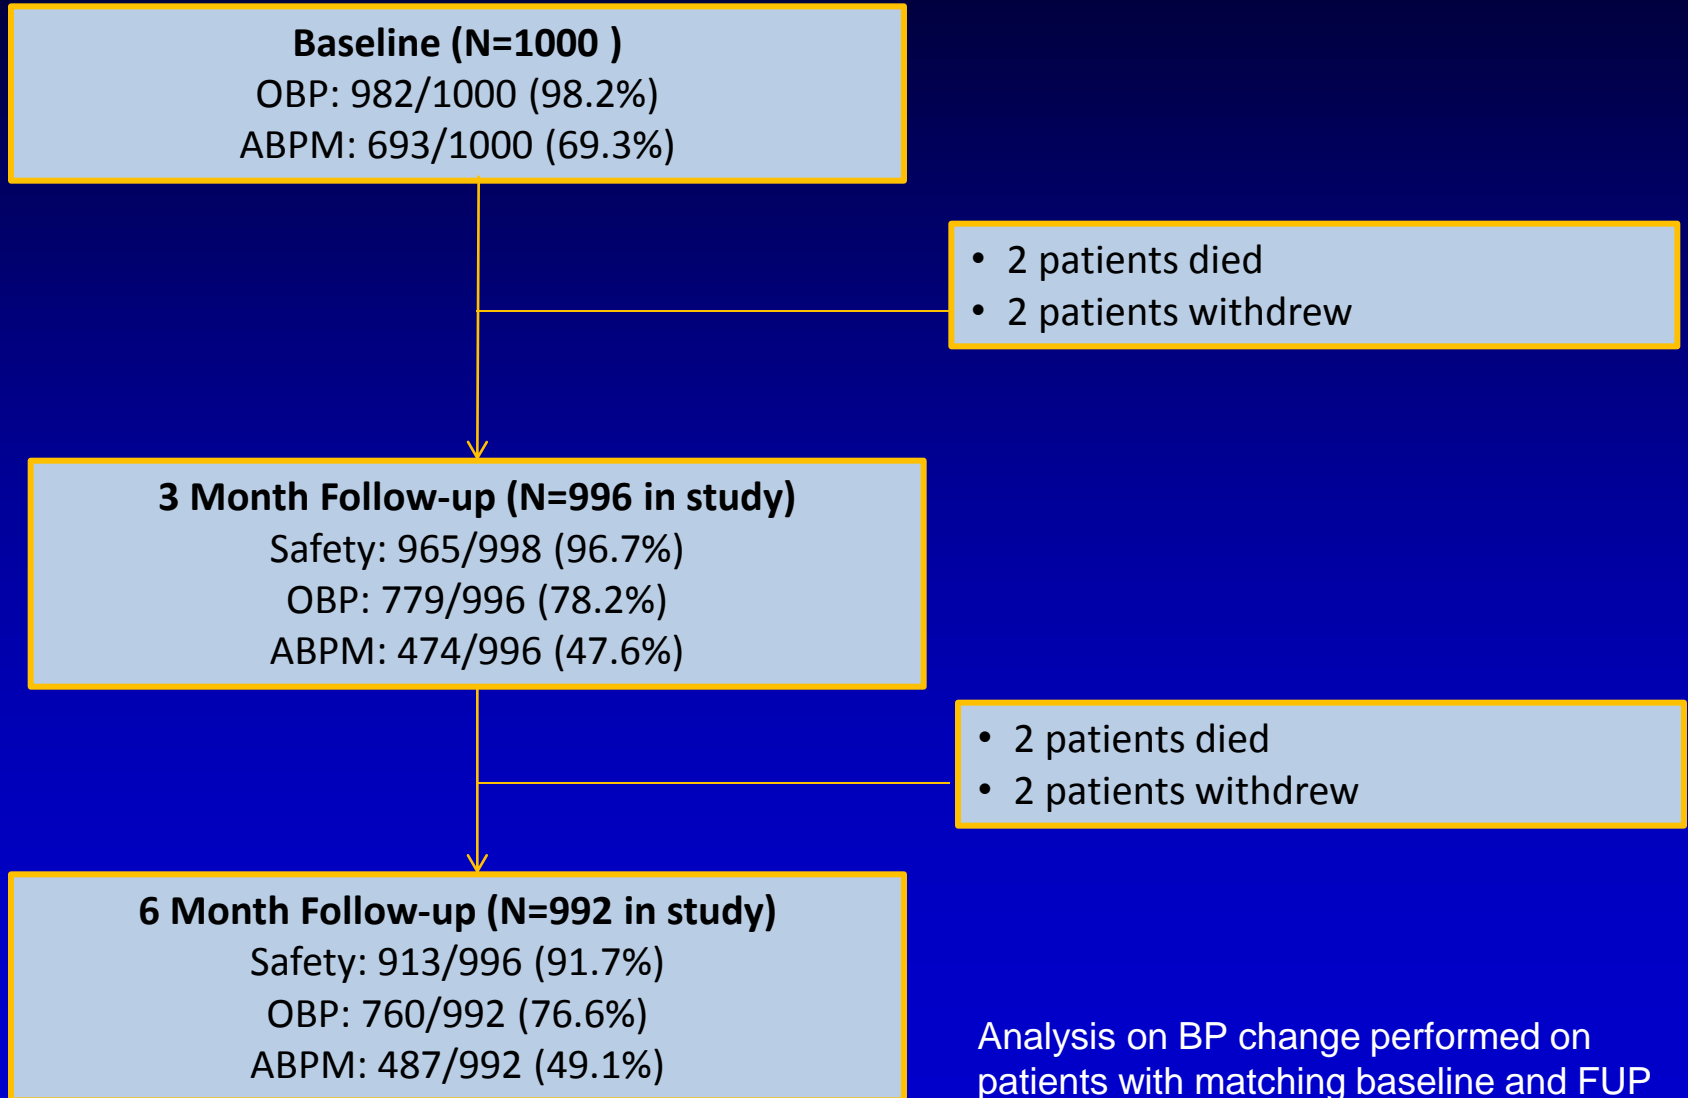 Baseline (N=1000 )
OBP: 982/1000 (98.2%)
ABPM: 693/1000 (69.3%)
• 2 patients died
• 2 patients withdrew
3 Month Follow-up (N=996 in study)
Safety: 965/998 (96.7%)
OBP: 779/996 (78.2%)
ABPM: 474/996 (47.6%)
• 2 patients died
• 2 patients withdrew
6 Month Follow-up (N=992 in study)
Safety: 913/996 (91.7%)
OBP: 760/992 (76.6%)
ABPM: 487/992 (49.1%)
Analysis on BP change performed on
patients with matching baseline and FUP